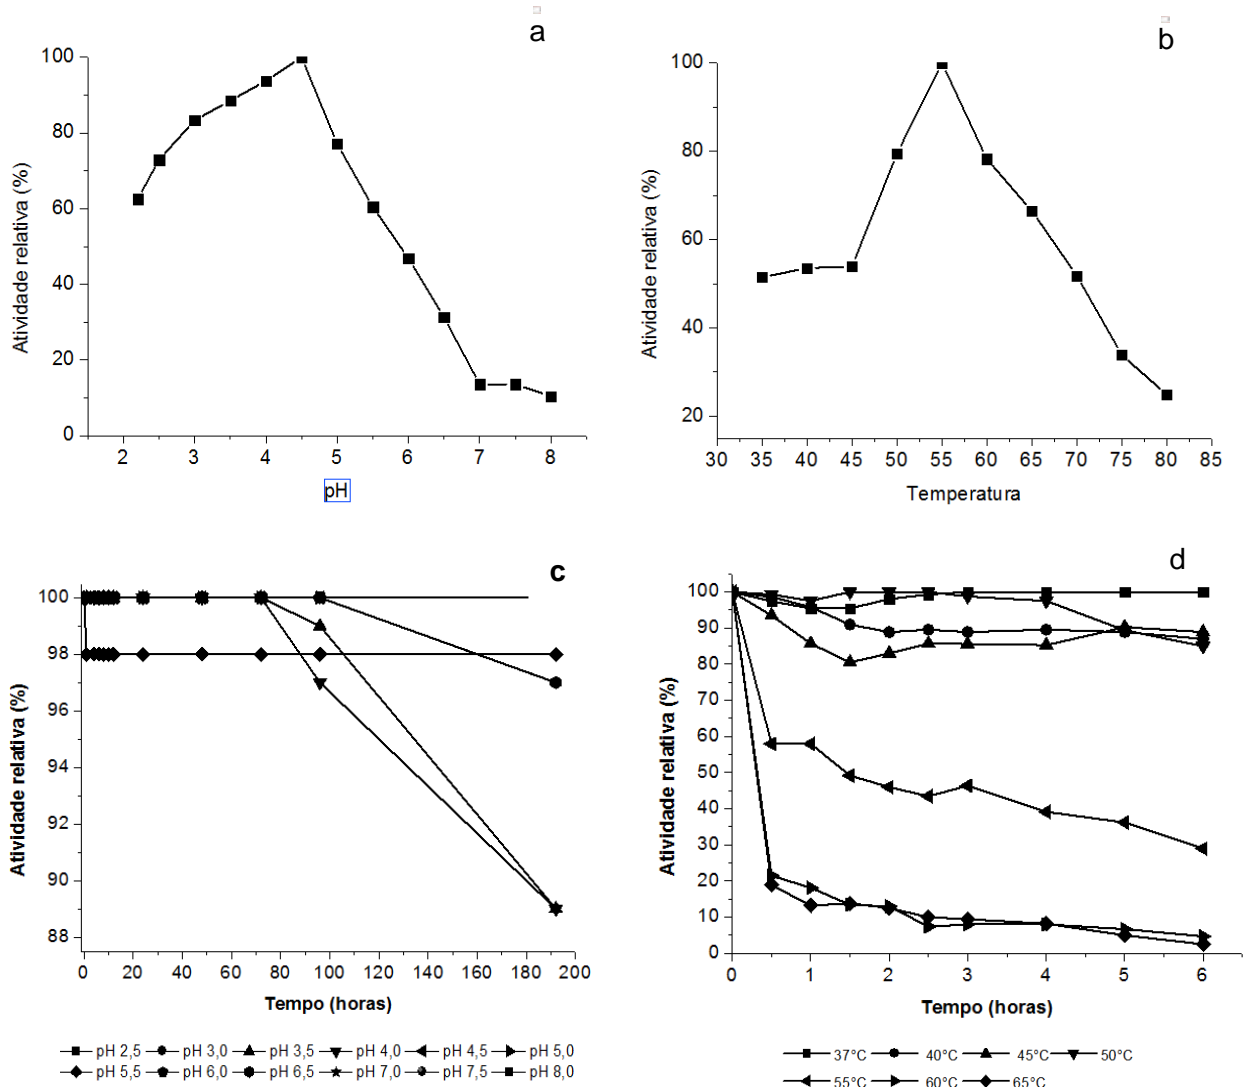 a
100
80
60
40
20
0
Atividade relativa (%)
2 3 4 5 6 7 8
pH
b
100
80
60
40
20
Atividade relativa (%)
30 35 40 45 50 55 60 65 70 75 80 85
Temperatura
c
100
98
96
94
92
90
88
Atividade relativa (%)
0 20 40 60 80 100 120 140 160 180 200
Tempo (horas)
pH 2,5 pH 3,0 pH 3,5 pH 4,0 pH 4,5 pH 5,0
pH 5,5 pH 6,0 pH 6,5 pH 7,0 pH 7,5 pH 8,0
d
100
90
80
70
60
50
40
30
20
10
0
Atividade relativa (%)
0 1 2 3 4 5 6
Tempo (horas)
37°C 40°C 45°C 50°C
55°C 60°C 65°C